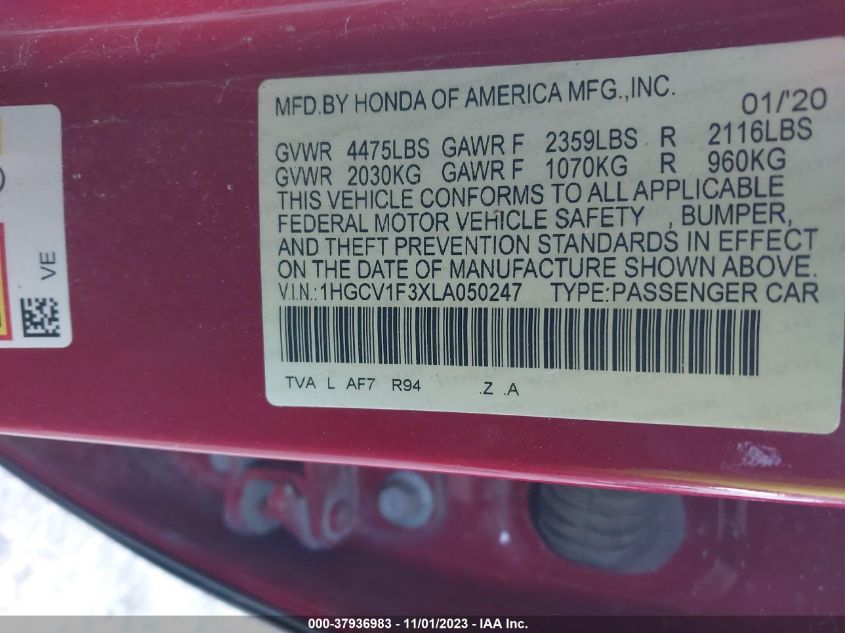 MFD.BY HONDA OF AMERICA MFG.,INC. 01/'20
GVWR 4475LBS GAWR F 2359LBS R 2116LBS
GVWR 2030KG GAWR F 1070KG R 960KG
THIS VEHICLE CONFORMS TO ALL APPLICABLE
FEDERAL MOTOR VEHICLE SAFETY , BUMPER,
AND THEFT PREVENTION STANDARDS IN EFFECT
ON THE DATE OF MANUFACTURE SHOWN ABOVE.
V.I.N.:1HGCV1F3XLA050247 TYPE:PASSENGER CAR
TVA L AF7 R94 .Z .A
VE
000-37936983 - 11/01/2023 - IAA Inc.